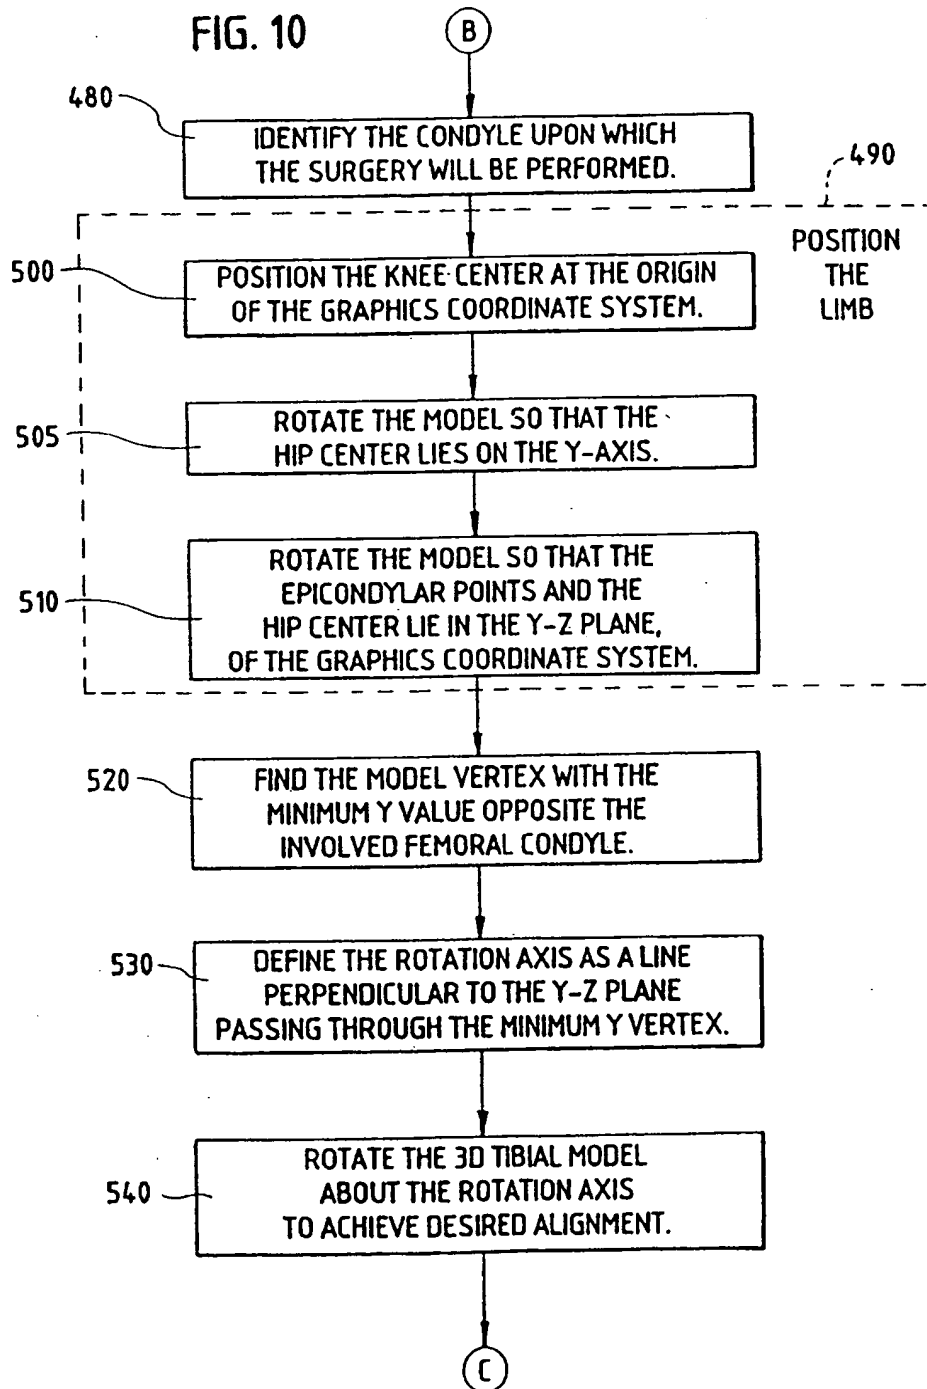 FIG. 10
B
480
IDENTIFY THE CONDYLE UPON WHICH
THE SURGERY WILL BE PERFORMED.
490
POSITION
THE
LIMB
500
POSITION THE KNEE CENTER AT THE ORIGIN
OF THE GRAPHICS COORDINATE SYSTEM.
505
ROTATE THE MODEL SO THAT THE
HIP CENTER LIES ON THE Y-AXIS.
510
ROTATE THE MODEL SO THAT THE
EPICONDYLAR POINTS AND THE
HIP CENTER LIE IN THE Y-Z PLANE,
OF THE GRAPHICS COORDINATE SYSTEM.
520
FIND THE MODEL VERTEX WITH THE
MINIMUM Y VALUE OPPOSITE THE
INVOLVED FEMORAL CONDYLE.
530
DEFINE THE ROTATION AXIS AS A LINE
PERPENDICULAR TO THE Y-Z PLANE
PASSING THROUGH THE MINIMUM Y VERTEX.
540
ROTATE THE 3D TIBIAL MODEL
ABOUT THE ROTATION AXIS
TO ACHIEVE DESIRED ALIGNMENT.
C